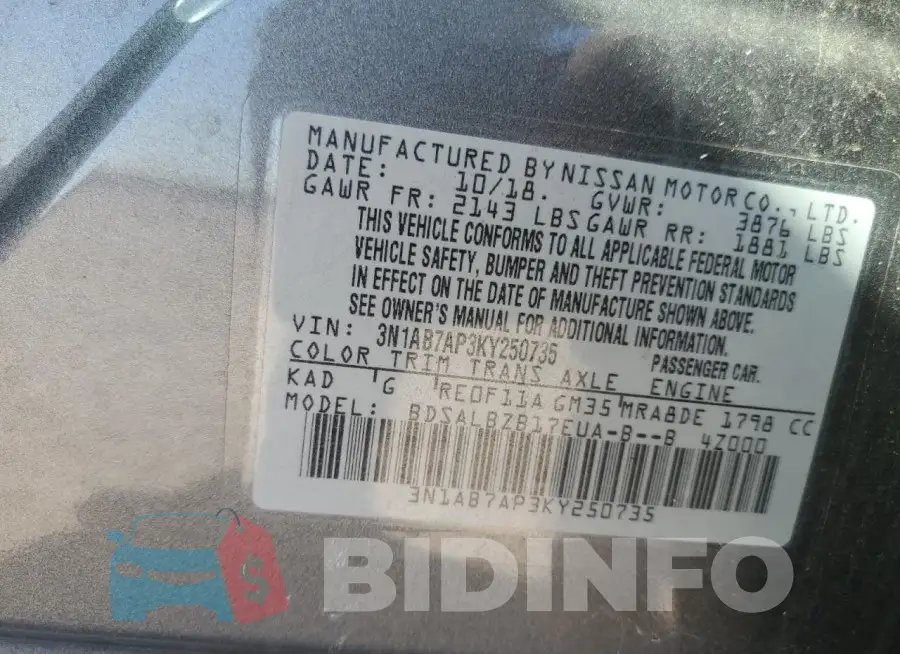 MANUFACTURED BY NISSAN MOTOR CO., LTD.
DATE: 10/18. GVWR: 3876 LBS
GAWR FR: 2143 LBS GAWR RR: 1881 LBS
THIS VEHICLE CONFORMS TO ALL APPLICABLE FEDERAL MOTOR
VEHICLE SAFETY, BUMPER AND THEFT PREVENTION STANDARDS
IN EFFECT ON THE DATE OF MANUFACTURE SHOWN ABOVE.
SEE OWNER'S MANUAL FOR ADDITIONAL INFORMATION.
VIN: 3N1AB7AP3KY250735 PASSENGER CAR.
COLOR TRIM TRANS AXLE ENGINE
KAD G RE0F11A GM35 MRA8DE 1798 CC
MODEL: BDSALBZB17EUA-B--B 4Z000
3N1AB7AP3KY250735
$ BIDINFO